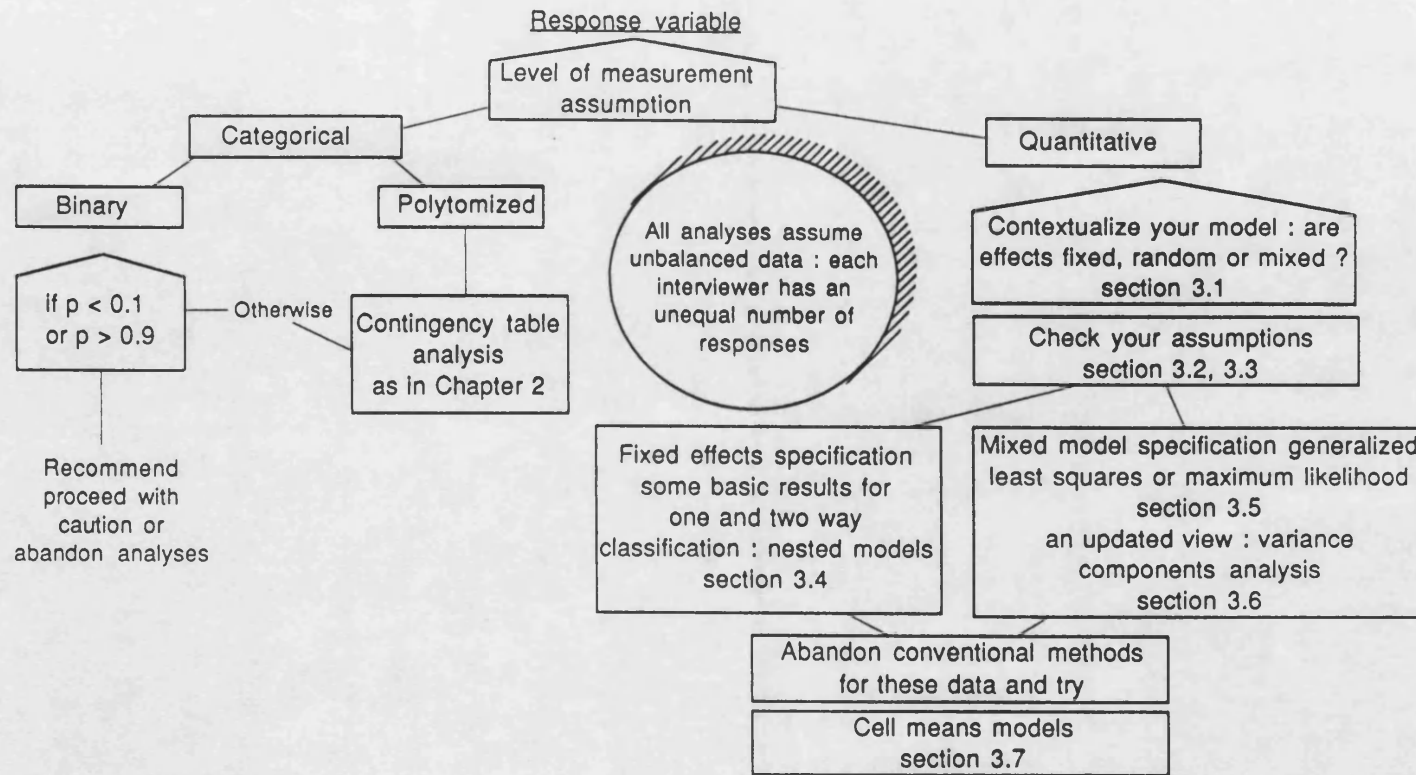 Response variable
Level of measurement
assumption
Categorical
Quantitative
Binary
Polytomized
if p < 0.1
or p > 0.9
Otherwise
Contingency table
analysis
as in Chapter 2
Recommend
proceed with
caution or
abandon analyses
All analyses assume
unbalanced data : each
interviewer has an
unequal number of
responses
Contextualize your model : are
effects fixed, random or mixed ?
section 3.1
Check your assumptions
section 3.2, 3.3
Fixed effects specification
some basic results for
one and two way
classification : nested models
section 3.4
Mixed model specification generalized
least squares or maximum likelihood
section 3.5
an updated view : variance
components analysis
section 3.6
Abandon conventional methods
for these data and try
Cell means models
section 3.7